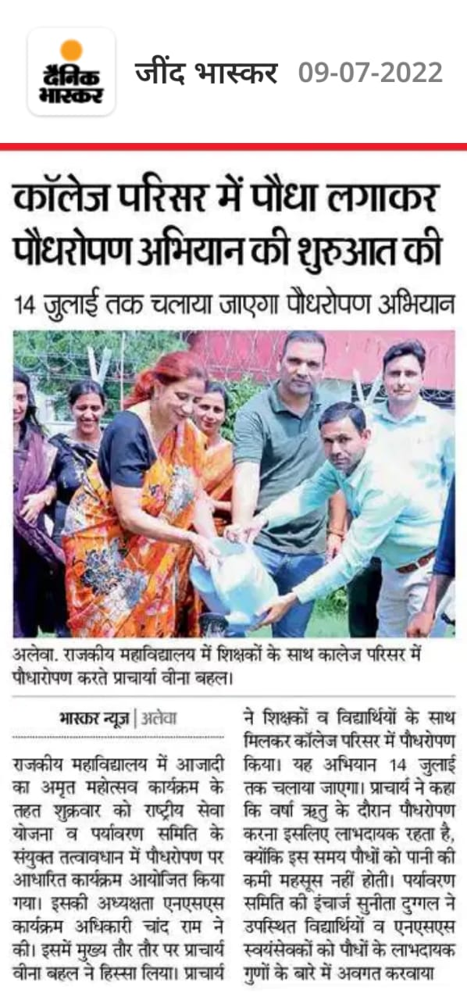 दैनिक
भास्कर
जींद भास्कर 09-07-2022
कॉलेज परिसर में पौधा लगाकर
पौधरोपण अभियान की शुरुआत की
14 जुलाई तक चलाया जाएगा पौधरोपण अभियान
अलेवा. राजकीय महाविद्यालय में शिक्षकों के साथ कालेज परिसर में
पौधारोपण करते प्राचार्या वीना बहल।
भास्कर न्यूज | अलेवा
राजकीय महाविद्यालय में आजादी
का अमृत महोत्सव कार्यक्रम के
तहत शुक्रवार को राष्ट्रीय सेवा
योजना व पर्यावरण समिति के
संयुक्त तत्वावधान में पौधरोपण पर
आधारित कार्यक्रम आयोजित किया
गया। इसकी अध्यक्षता एनएसएस
कार्यक्रम अधिकारी चांद राम ने
की। इसमें मुख्य तौर तौर पर प्राचार्य
वीना बहल ने हिस्सा लिया। प्राचार्य
ने शिक्षकों व विद्यार्थियों के साथ
मिलकर कॉलेज परिसर में पौधरोपण
किया। यह अभियान 14 जुलाई
तक चलाया जाएगा। प्राचार्य ने कहा
कि वर्षा ऋतु के दौरान पौधरोपण
करना इसलिए लाभदायक रहता है,
क्योंकि इस समय पौधों को पानी की
कमी महसूस नहीं होती। पर्यावरण
समिति की इंचार्ज सुनीता दुग्गल ने
उपस्थित विद्यार्थियों व एनएसएस
स्वयंसेवकों को पौधों के लाभदायक
गुणों के बारे में अवगत करवाया